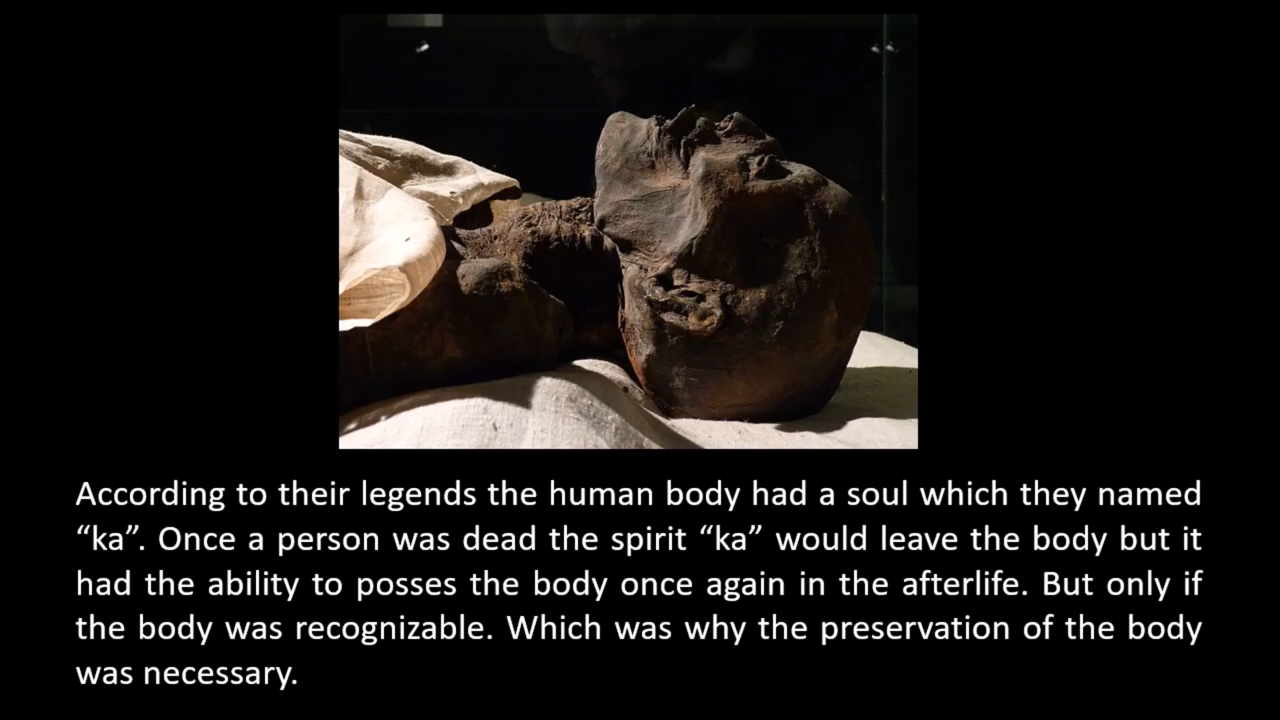 According to their legends the human body had a soul which they named
“ka”. Once a person was dead the spirit “ka” would leave the body but it
had the ability to posses the body once again in the afterlife. But only if
the body was recognizable. Which was why the preservation of the body
was necessary.